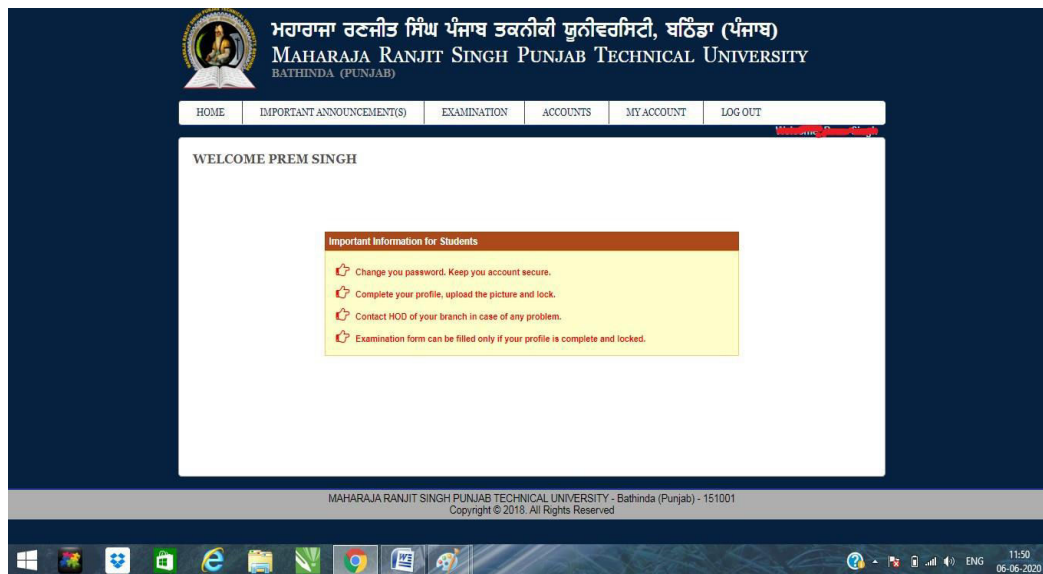 ਮਹਾਰਾਜਾ ਰਣਜੀਤ ਸਿੰਘ ਪੰਜਾਬ ਤਕਨੀਕੀ ਯੂਨੀਵਰਸਿਟੀ, ਬਠਿੰਡਾ (ਪੰਜਾਬ)
MAHARAJA RANJIT SINGH PUNJAB TECHNICAL UNIVERSITY
BATHINDA (PUNJAB)
HOME IMPORTANT ANNOUNCEMENT(S) EXAMINATION ACCOUNTS MY ACCOUNT LOG OUT
WELCOME PREM SINGH
Important Information for Students
Change you password. Keep you account secure.
Complete your profile, upload the picture and lock.
Contact HOD of your branch in case of any problem.
Examination form can be filled only if your profile is complete and locked.
MAHARAJA RANJIT SINGH PUNJAB TECHNICAL UNIVERSITY - Bathinda (Punjab) - 151001
Copyright © 2018. All Rights Reserved
ENG 11:50
06-06-2020